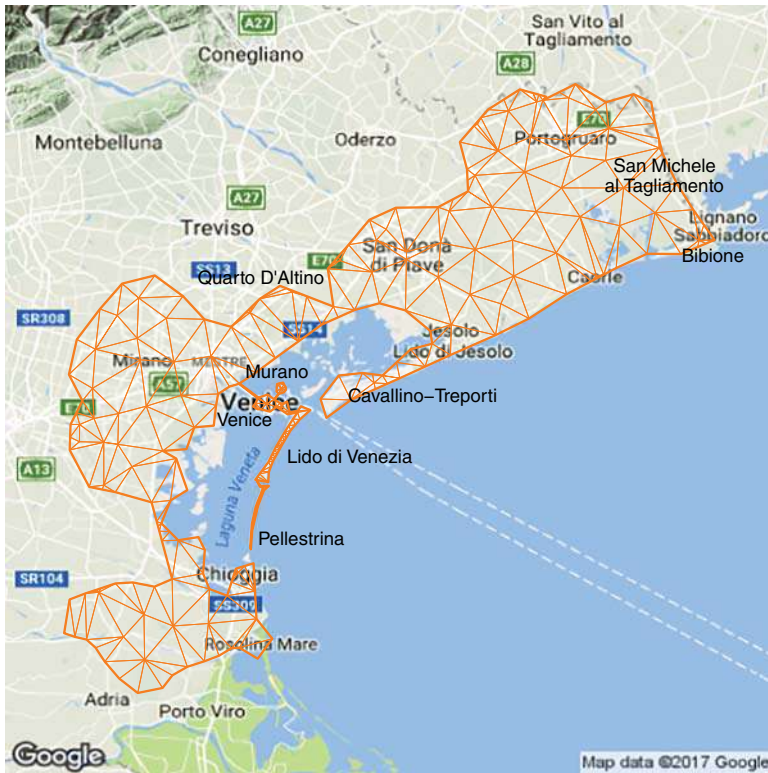 A27
San Vito al
Tagliamento
Conegliano
A28
Montebelluna
Oderzo
E70
Portogruaro
San Michele
al Tagliamento
A27
Treviso
Lignano
Sabbiadoro
San Donà
di Piave
Bibione
E70
SS13
Quarto D'Altino
Caorle
SR308
SS14
Jesolo
Lido di Jesolo
Mirano
MESTRE
Murano
A57
Cavallino–Treporti
Venice
Venice
E70
Lido di Venezia
A13
Laguna Veneta
Pellestrina
Chioggia
SR104
SS309
Rosolina Mare
Adria
Porto Viro
Google
Map data ©2017 Google